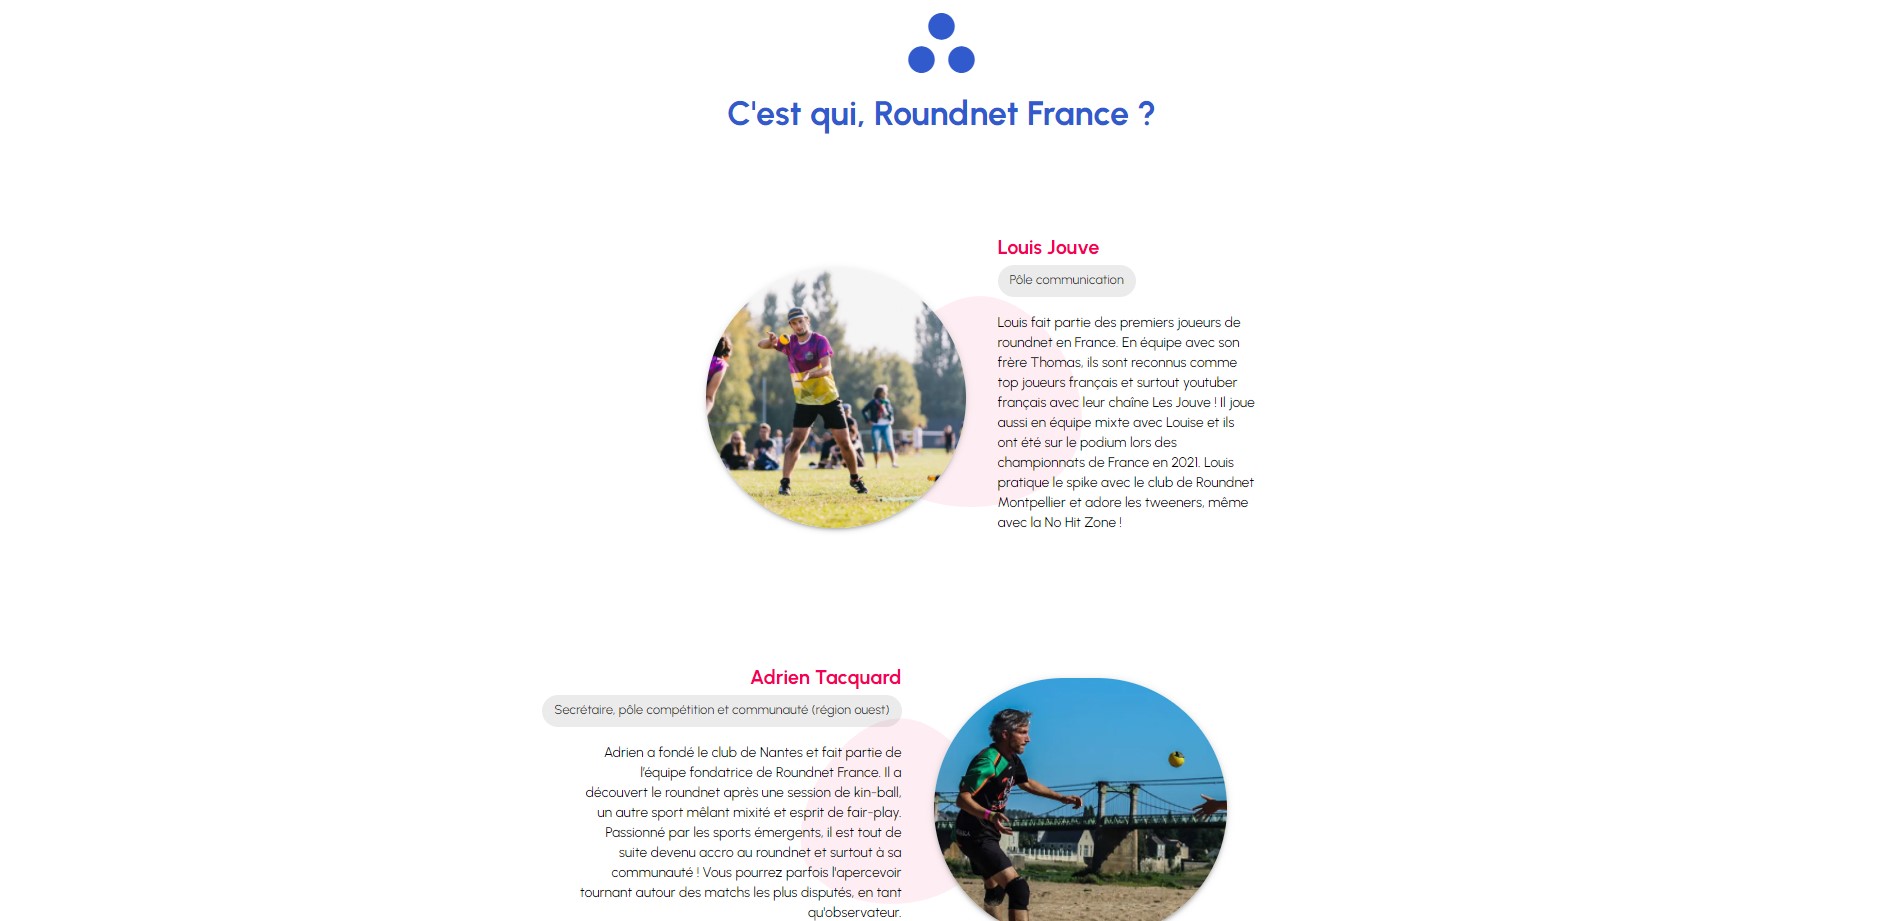 C'est qui, Roundnet France ?
Louis Jouve
Pôle communication
Louis fait partie des premiers joueurs de
roundnet en France. En équipe avec son
frère Thomas, ils sont reconnus comme
top joueurs français et surtout youtuber
français avec leur chaîne Les Jouve ! Il joue
aussi en équipe mixte avec Louise et ils
ont été sur le podium lors des
championnats de France en 2021. Louis
pratique le spike avec le club de Roundnet
Montpellier et adore les tweeners, même
avec la No Hit Zone !
Adrien Tacquard
Secrétaire, pôle compétition et communauté (région ouest)
Adrien a fondé le club de Nantes et fait partie de
l'équipe fondatrice de Roundnet France. Il a
découvert le roundnet après une session de kin-ball,
un autre sport mêlant mixité et esprit de fair-play.
Passionné par les sports émergents, il est tout de
suite devenu accro au roundnet et surtout à sa
communauté ! Vous pourrez parfois l'apercevoir
tournant autour des matchs les plus disputés, en tant
qu'observateur.